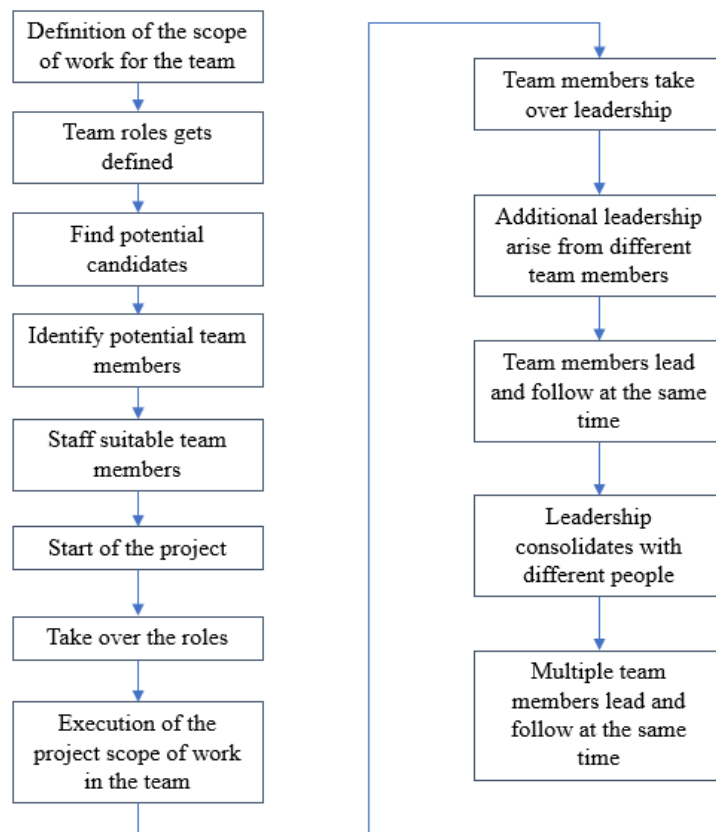 Definition of the scope
of work for the team
Team roles gets
defined
Find potential
candidates
Identify potential team
members
Staff suitable team
members
Start of the project
Take over the roles
Execution of the
project scope of work
in the team
Team members take
over leadership
Additional leadership
arise from different
team members
Team members lead
and follow at the same
time
Leadership
consolidates with
different people
Multiple team
members lead and
follow at the same
time